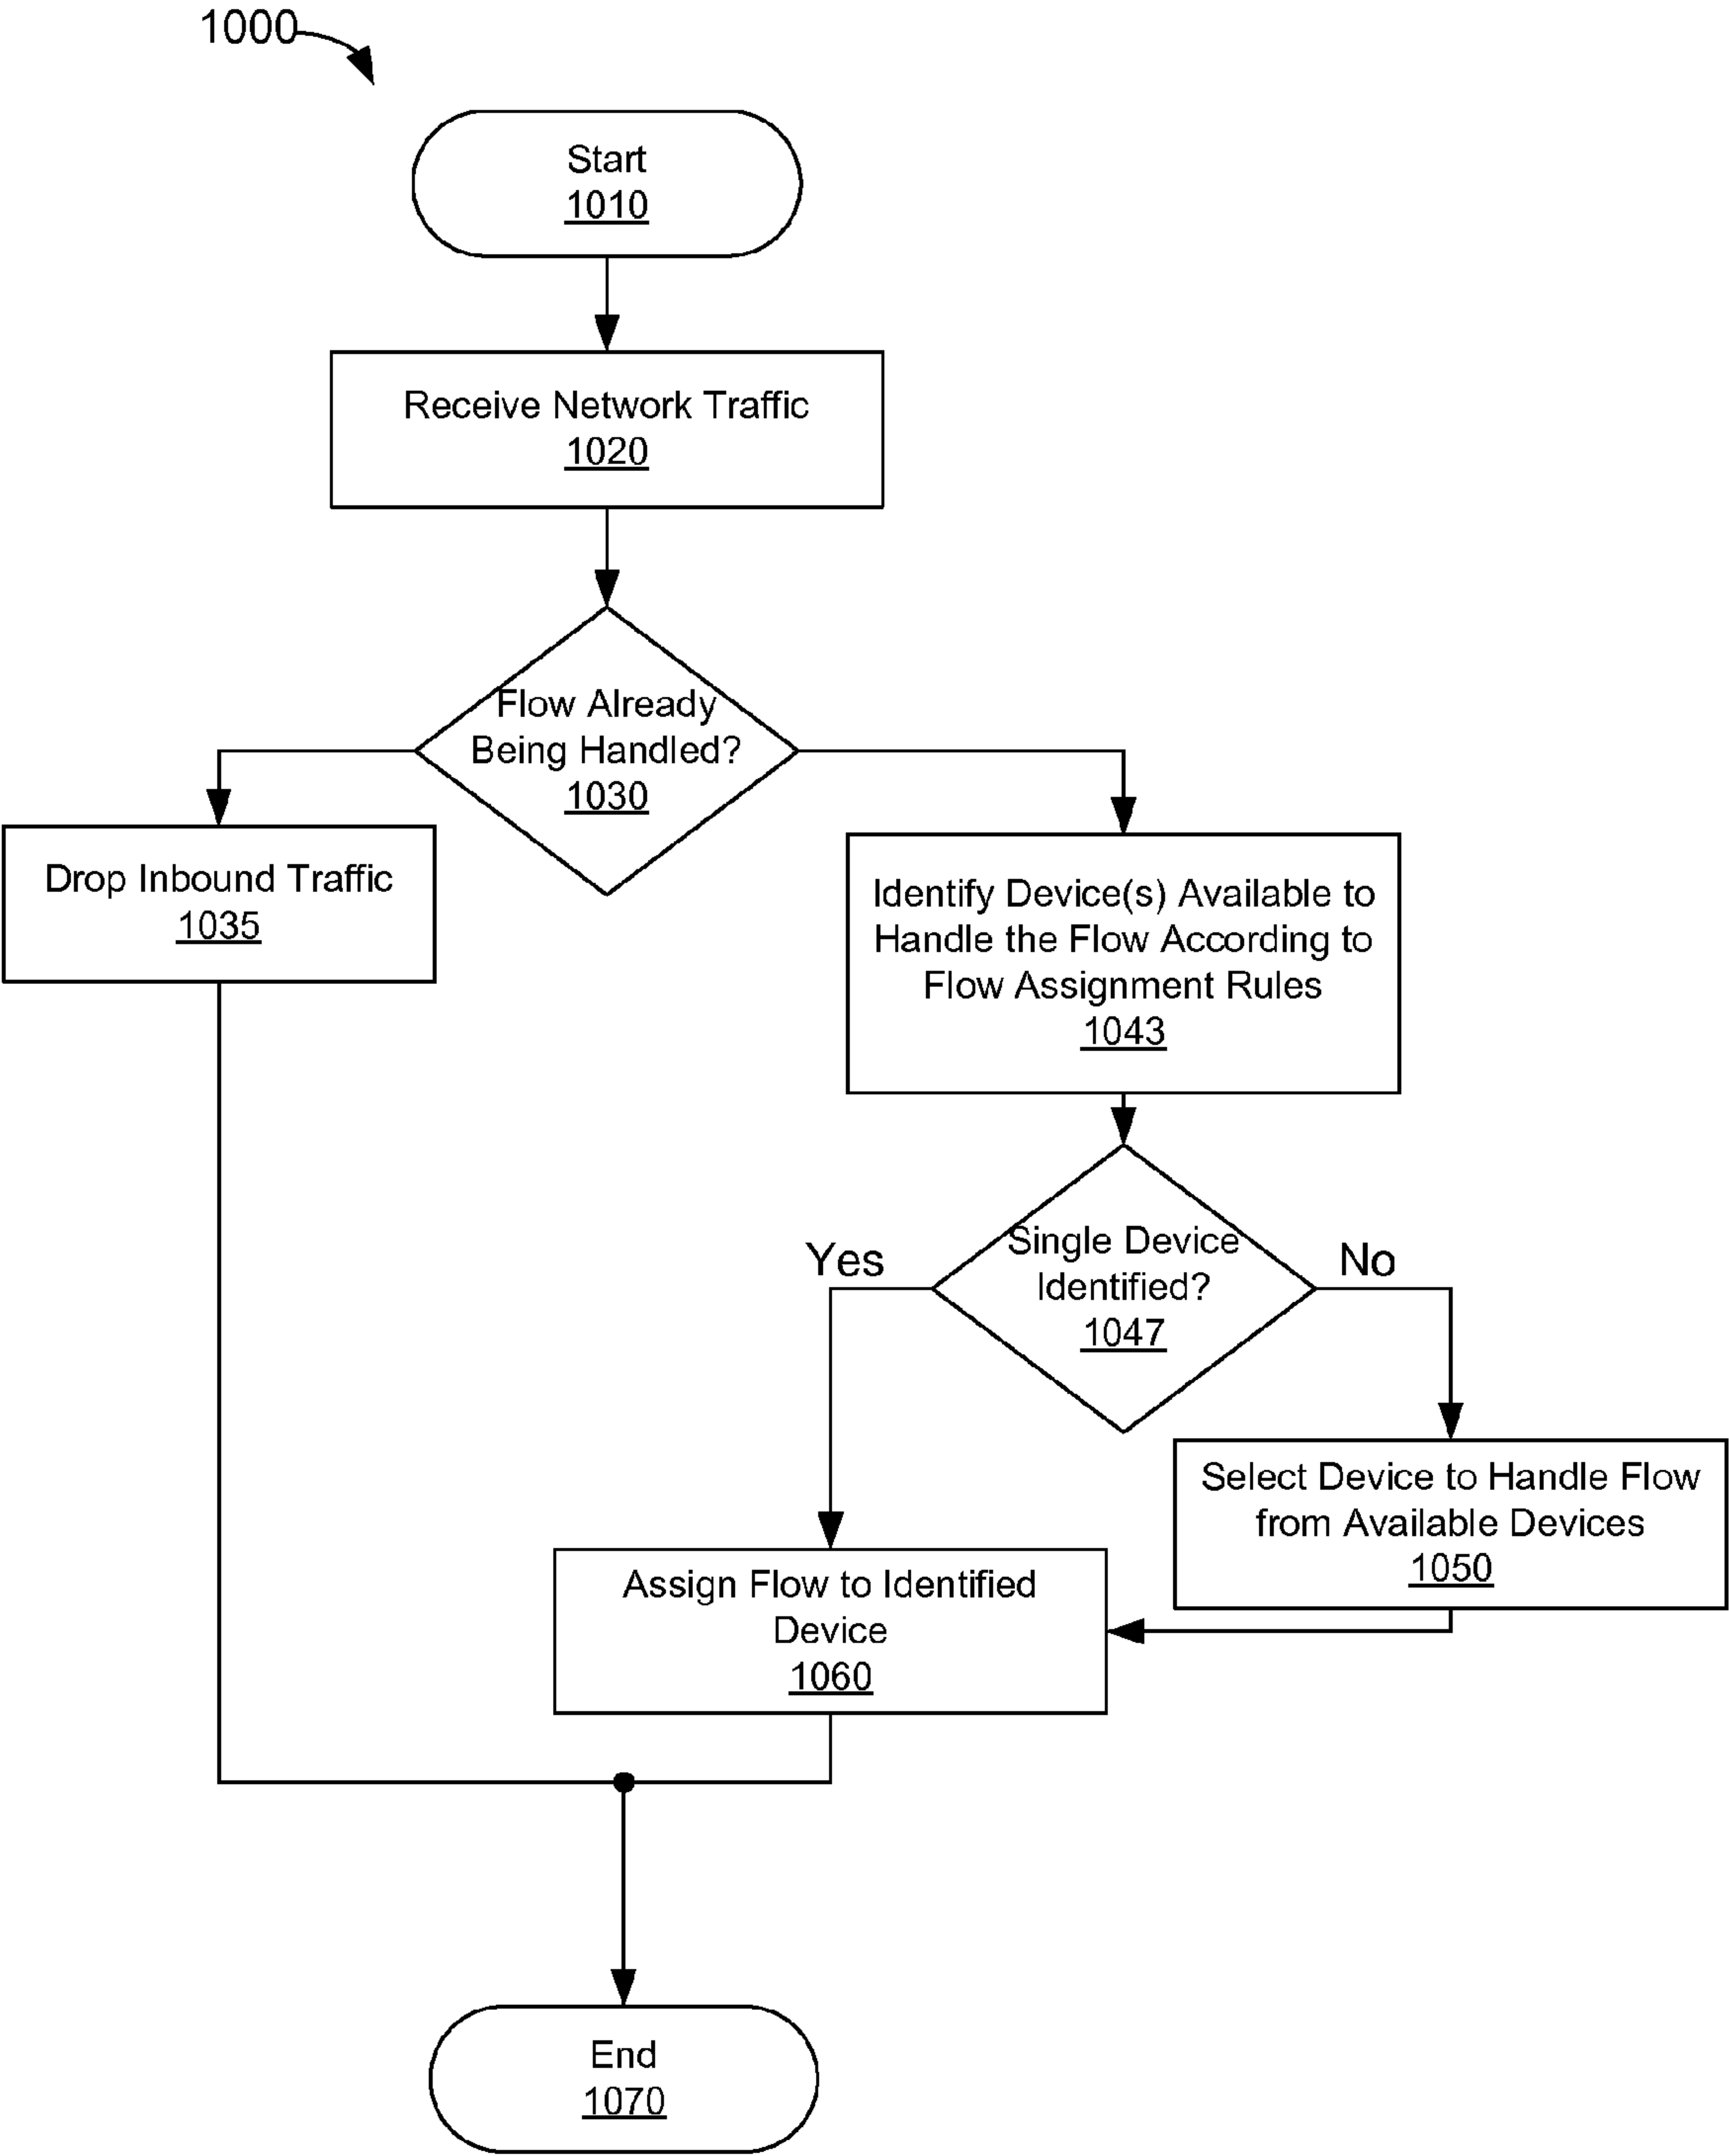 1000
Start
1010
Receive Network Traffic
1020
Flow Already
Being Handled?
1030
Drop Inbound Traffic
1035
Identify Device(s) Available to
Handle the Flow According to
Flow Assignment Rules
1043
Single Device
Identified?
1047
Yes
No
Select Device to Handle Flow
from Available Devices
1050
Assign Flow to Identified
Device
1060
End
1070